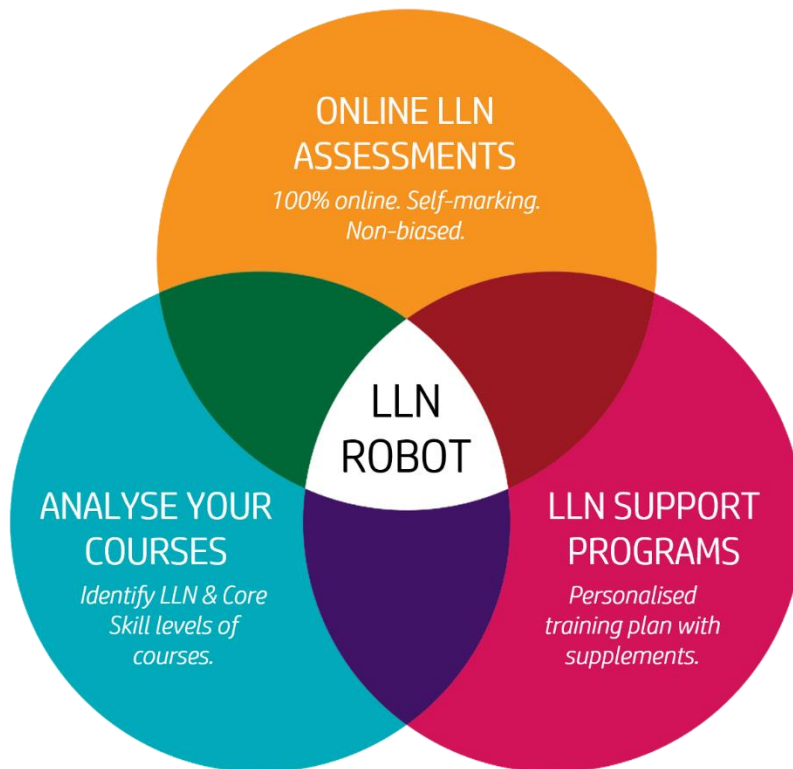 ONLINE LLN
ASSESSMENTS
100% online. Self-marking.
Non-biased.
LLN
ROBOT
ANALYSE YOUR
COURSES
Identify LLN & Core
Skill levels of
courses.
LLN SUPPORT
PROGRAMS
Personalised
training plan with
supplements.